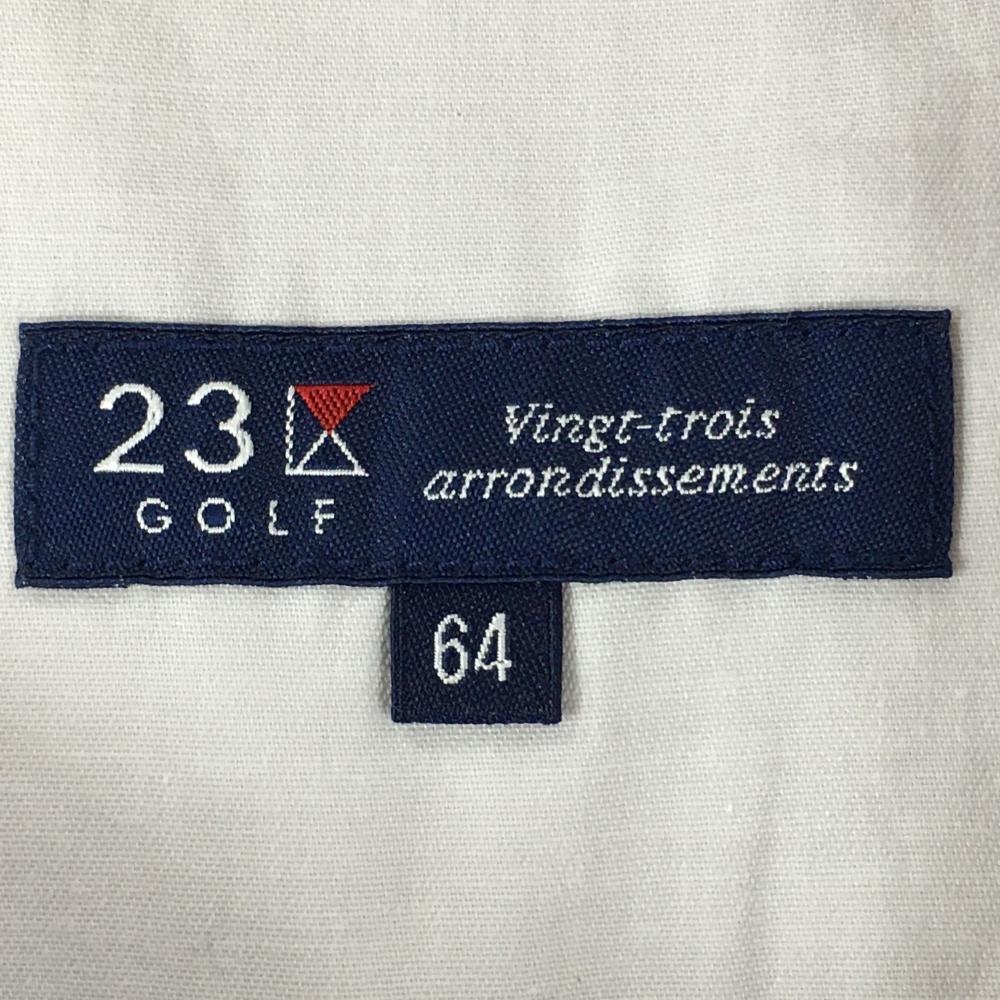 23
GOLF
Vingt-trois
arrondissements
64